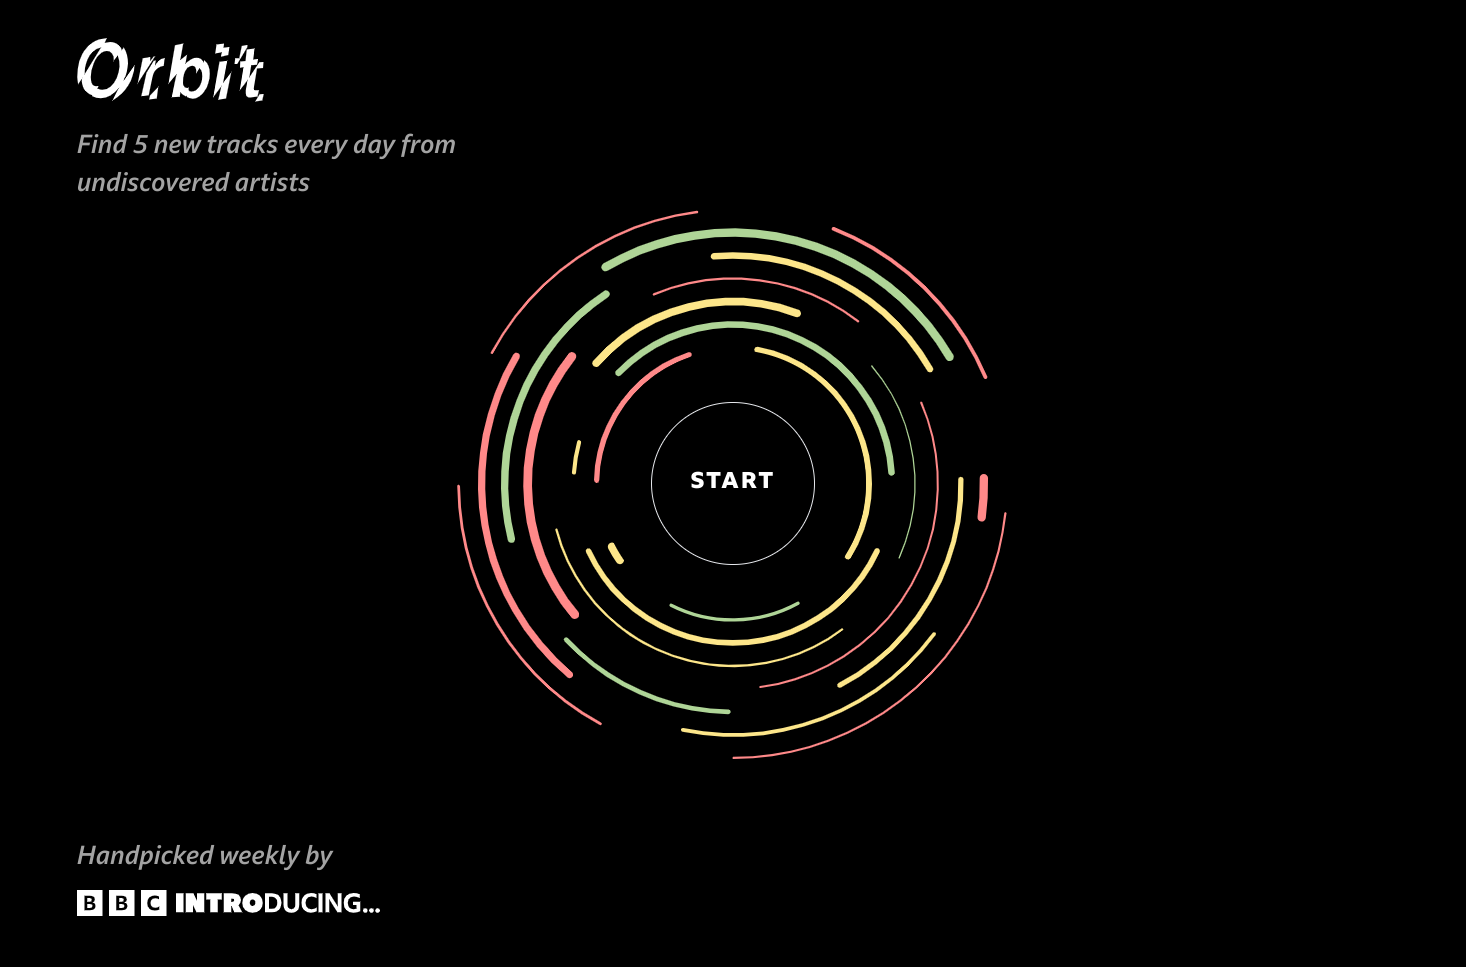 Orbit
Find 5 new tracks every day from
undiscovered artists
START
Handpicked weekly by
BBC INTRODUCING...